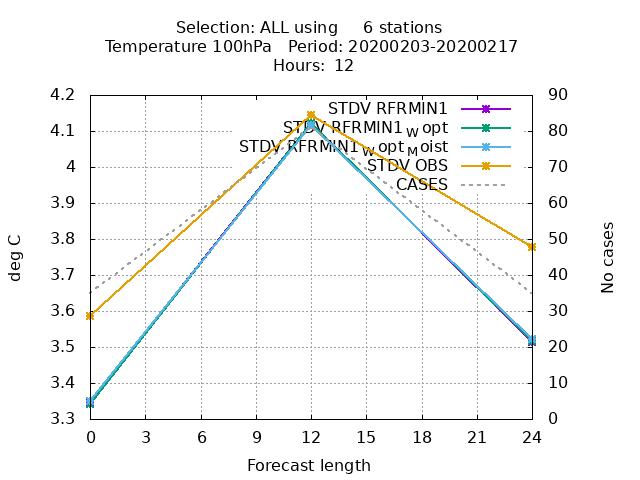 Selection: ALL using     6 stations
Temperature 100hPa   Period: 20200203-20200217
Hours:  12
4.2
4.1
4
3.9
3.8
3.7
3.6
3.5
3.4
3.3
deg C
STDV RFRMIN1
STDV RFRMIN1 W opt
STDV RFRMIN1 W opt M oist
STDV OBS
CASES
90
80
70
60
50
40
30
20
10
0
No cases
0 3 6 9 12 15 18 21 24
Forecast length